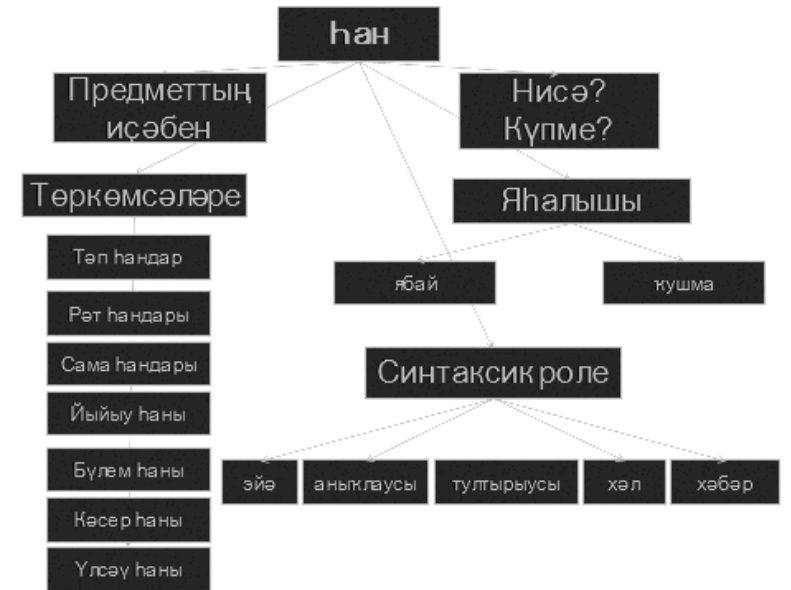 һан
Предметтың
иҫәбен
Нисә?
Күпме?
Төркөмсәләре
Яһалышы
Төп һандар
ябай
ҡушма
Рәт һандары
Сама һандары
Синтаксик роле
Йыйыу һаны
Бүлем һаны
эйә
аныҡлаусы
тултырыусы
хәл
хәбәр
Кәсер һаны
Үлсәү һаны